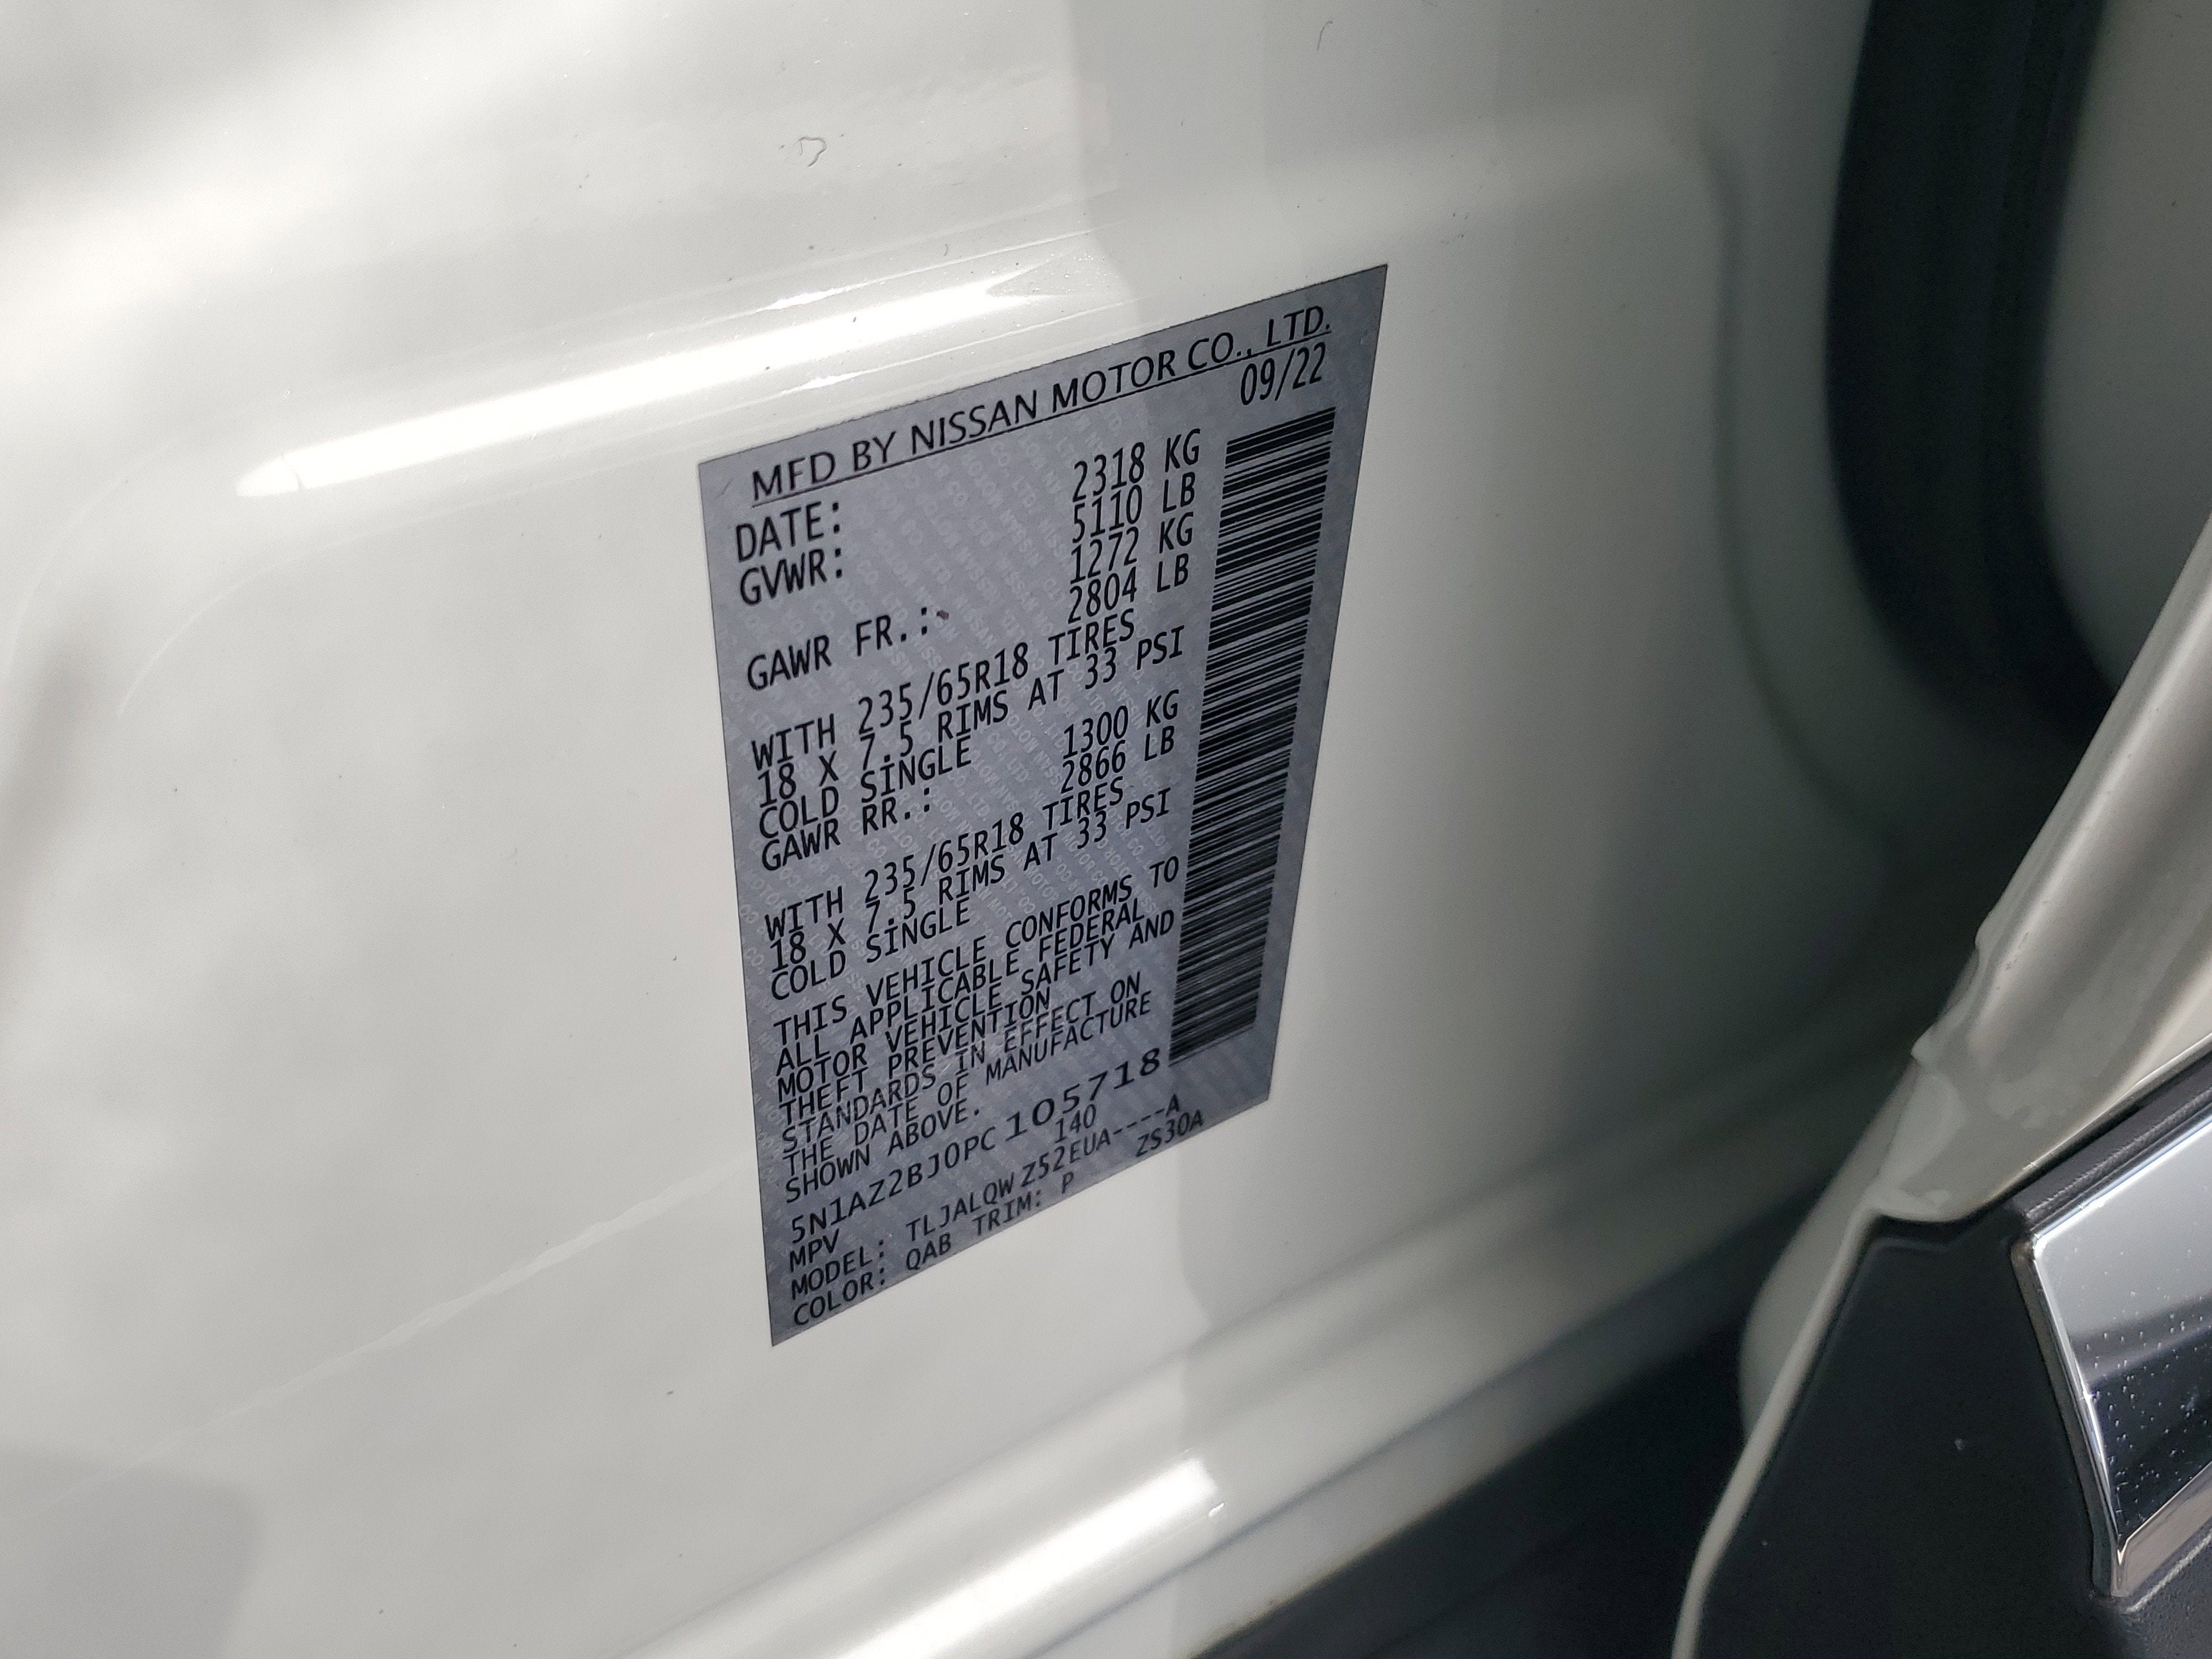 MFD BY NISSAN MOTOR CO., LTD.
DATE: 09/22
GVWR: 2318 KG
5110 LB
GAWR FR.: 1272 KG
2804 LB
WITH 235/65R18 TIRES
18 X 7.5 RIMS AT 33 PSI
COLD SINGLE
GAWR RR.: 1300 KG
2866 LB
WITH 235/65R18 TIRES
18 X 7.5 RIMS AT 33 PSI
COLD SINGLE
THIS VEHICLE CONFORMS TO
ALL APPLICABLE FEDERAL
MOTOR VEHICLE SAFETY AND
THEFT PREVENTION
STANDARDS IN EFFECT ON
THE DATE OF MANUFACTURE
SHOWN ABOVE.
5N1AZ2BJ0PC105718
MPV 140
MODEL: TLJALQWZ52EUA----A
COLOR: QAB TRIM: P ZS30A